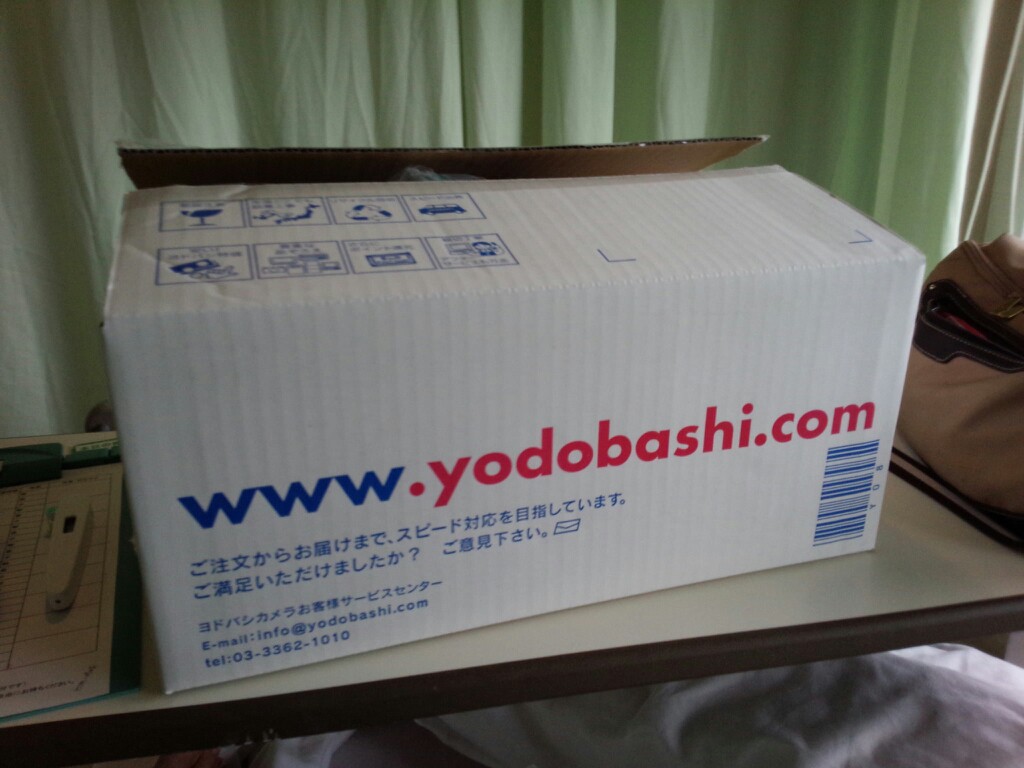 www.yodobashi.com
ご注文からお届けまで、スピード対応を目指しています。
ご満足いただけましたか？ ご意見下さい。
ヨドバシカメラお客様サービスセンター
E-mail:info@yodobashi.com
tel:03-3362-1010